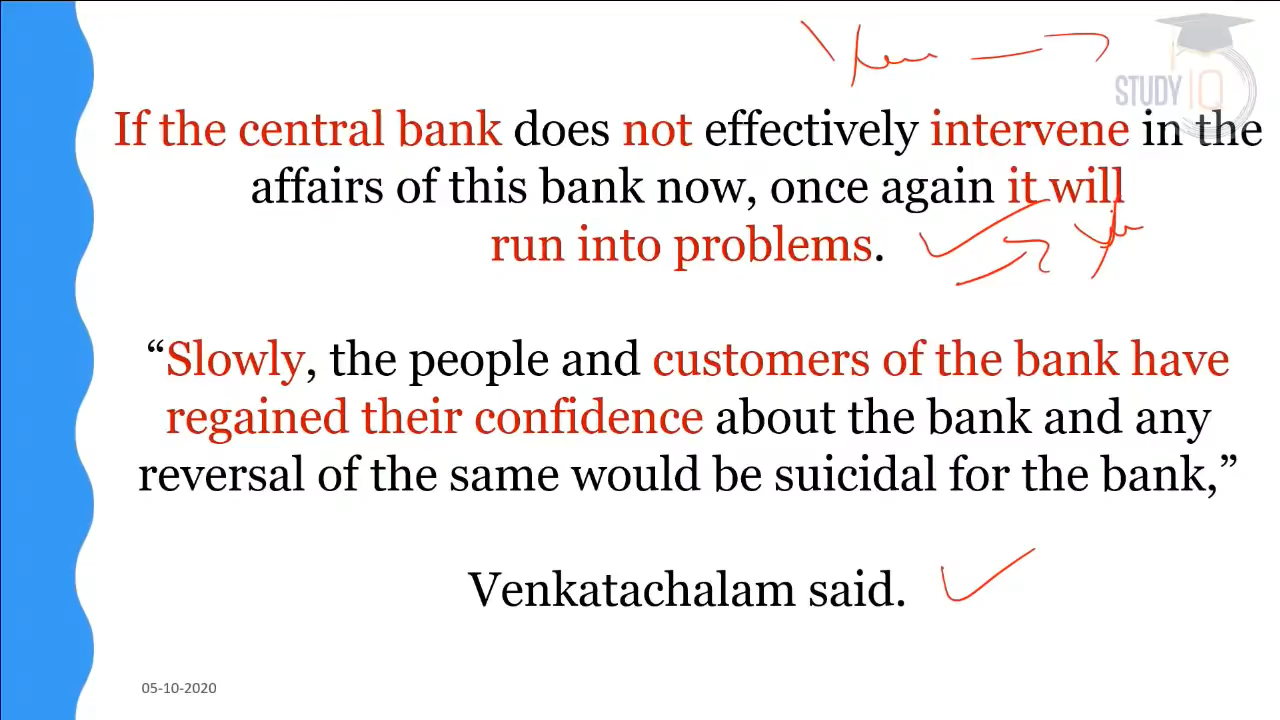 STUDY IQ
If the central bank does not effectively intervene in the
affairs of this bank now, once again it will
run into problems.
“Slowly, the people and customers of the bank have
regained their confidence about the bank and any
reversal of the same would be suicidal for the bank,”
Venkatachalam said.
05-10-2020